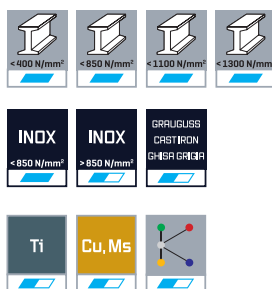 <400 N/mm²
<850 N/mm²
<1100 N/mm²
<1300 N/mm²
INOX
<850 N/mm²
INOX
>850 N/mm²
GRAUGUSS
CAST IRON
GHISA GRIGIA
Ti
Cu, Ms